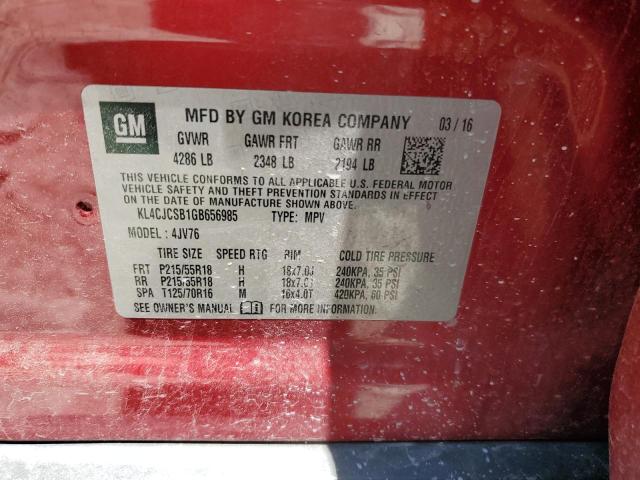 GM
MFD BY GM KOREA COMPANY 03/16
GVWR GAWR FRT GAWR RR
4286 LB 2348 LB 2194 LB
THIS VEHICLE CONFORMS TO ALL APPLICABLE U.S. FEDERAL MOTOR
VEHICLE SAFETY AND THEFT PREVENTION STANDARDS IN EFFECT
ON THE DATE OF MANUFACTURE SHOWN ABOVE.
KL4CJCSB1GB656985 TYPE: MPV
MODEL: 4JV76
TIRE SIZE SPEED RTG RIM COLD TIRE PRESSURE
FRT P215/55R18 H 18x7.0J 240KPA, 35 PSI
RR P215/55R18 H 18x7.0J 240KPA, 35 PSI
SPA T125/70R16 M 16x4.0T 420KPA, 60 PSI
SEE OWNER'S MANUAL FOR MORE INFORMATION.